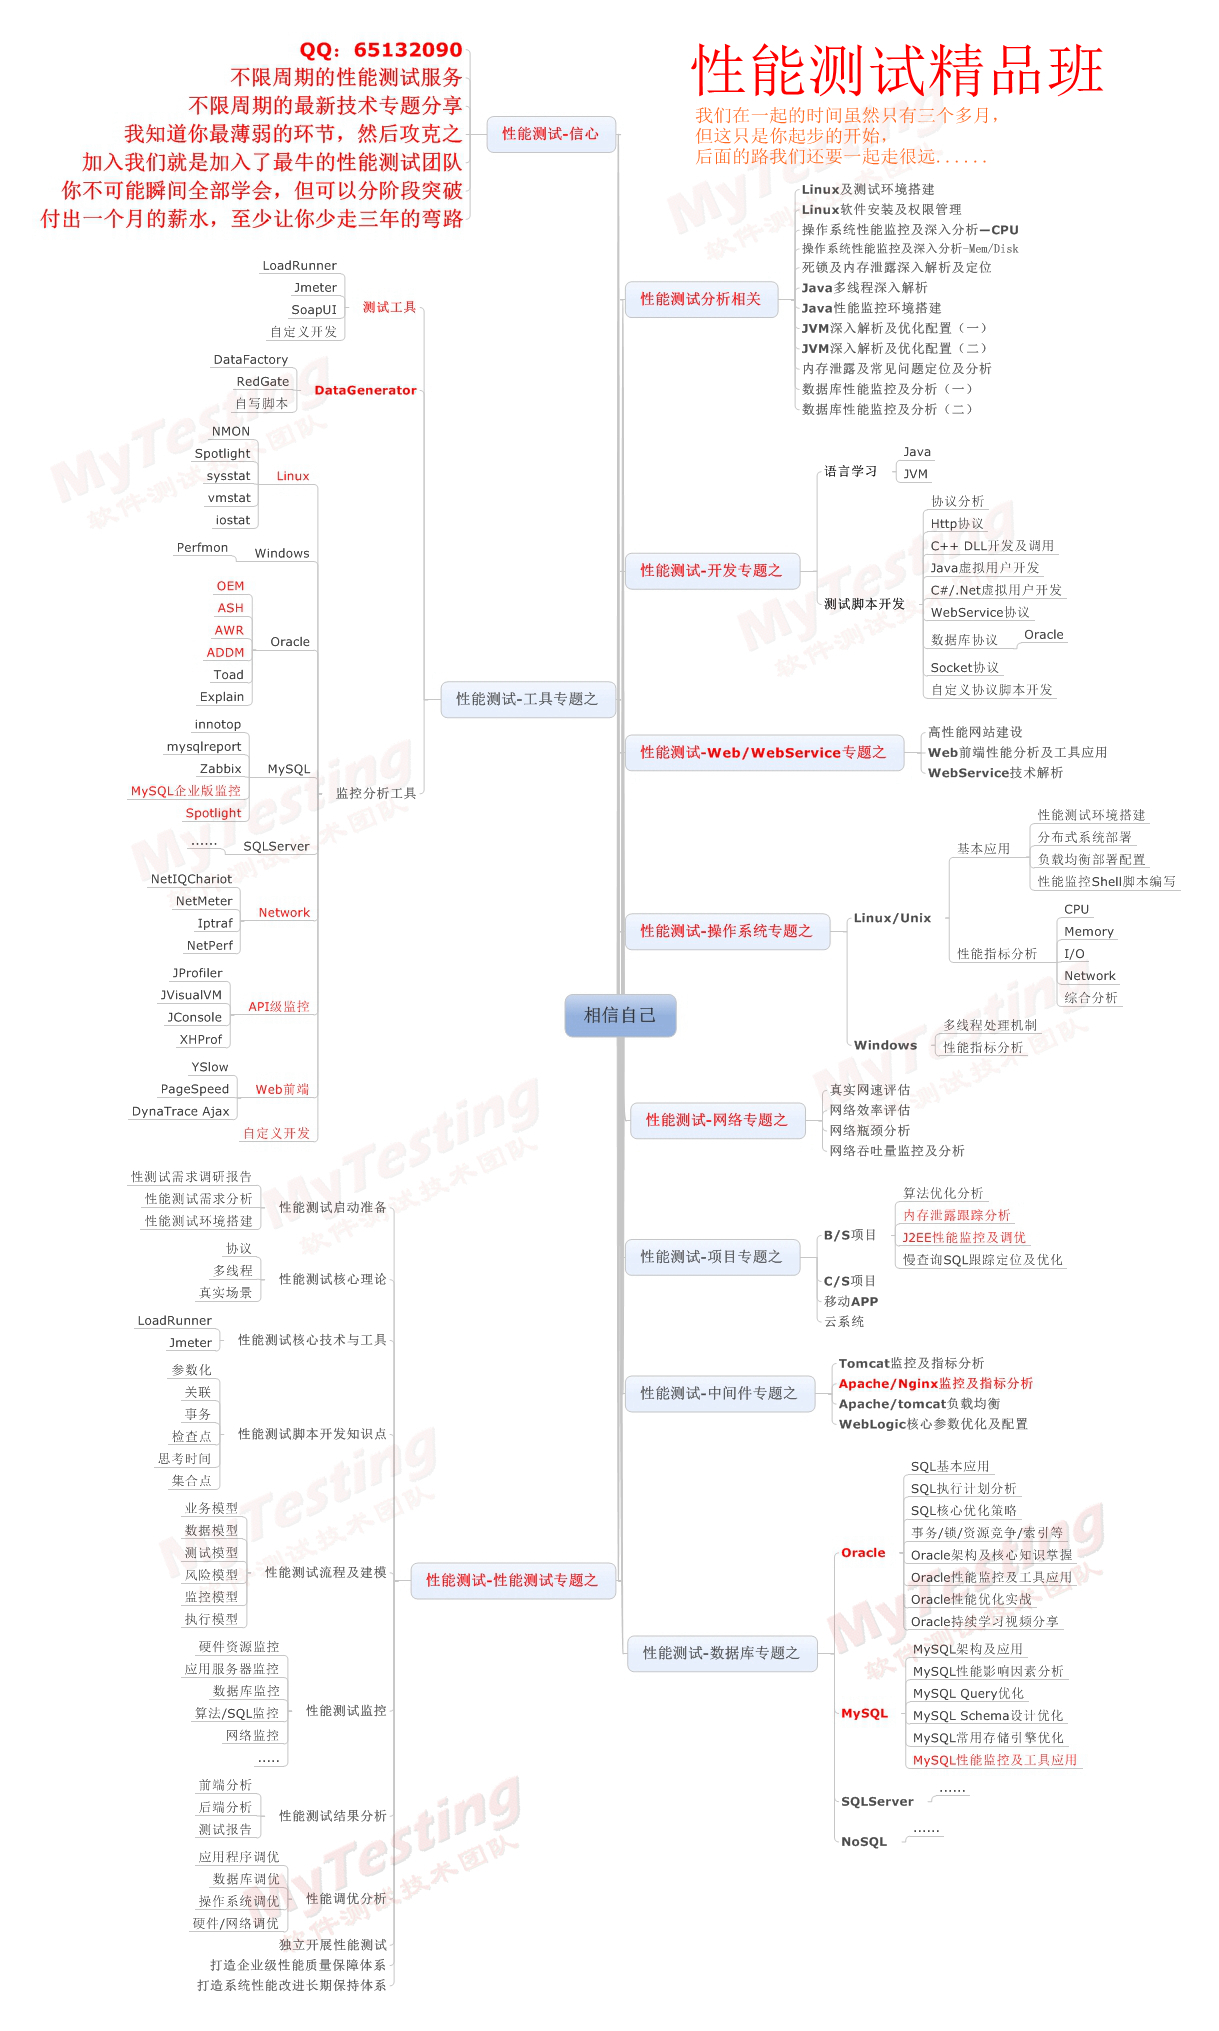 性能测试精品班
我们在一起的时间虽然只有三个多月，
但这只是你起步的开始，
后面的路我们还要一起走很远......
相信自己
性能测试-信心
QQ：65132090
不限周期的性能测试服务
不限周期的最新技术专题分享
我知道你最薄弱的环节，然后攻克之
加入我们就是加入了最牛的性能测试团队
你不可能瞬间全部学会，但可以分阶段突破
付出一个月的薪水，至少让你少走三年的弯路
性能测试-工具专题之
测试工具
LoadRunner
Jmeter
SoapUI
自定义开发
DataGenerator
DataFactory
RedGate
自写脚本
监控分析工具
Linux
NMON
Spotlight
sysstat
vmstat
iostat
Windows
Perfmon
Oracle
OEM
ASH
AWR
ADDM
Toad
Explain
MySQL
innotop
mysqlreport
Zabbix
MySQL企业版监控
Spotlight
SQLServer
......
Network
NetIQChariot
NetMeter
Iptraf
NetPerf
API级监控
JProfiler
JVisualVM
JConsole
XHProf
Web前端
YSlow
PageSpeed
DynaTrace Ajax
自定义开发
性能测试-性能测试专题之
性能测试启动准备
性测试需求调研报告
性能测试需求分析
性能测试环境搭建
性能测试核心理论
协议
多线程
真实场景
性能测试核心技术与工具
LoadRunner
Jmeter
性能测试脚本开发知识点
参数化
关联
事务
检查点
思考时间
集合点
性能测试流程及建模
业务模型
数据模型
测试模型
风险模型
监控模型
执行模型
性能测试监控
硬件资源监控
应用服务器监控
数据库监控
算法/SQL监控
网络监控
.....
性能测试结果分析
前端分析
后端分析
测试报告
性能调优分析
应用程序调优
数据库调优
操作系统调优
硬件/网络调优
独立开展性能测试
打造企业级性能质量保障体系
打造系统性能改进长期保持体系
性能测试分析相关
Linux及测试环境搭建
Linux软件安装及权限管理
操作系统性能监控及深入分析—CPU
操作系统性能监控及深入分析-Mem/Disk
死锁及内存泄露深入解析及定位
Java多线程深入解析
Java性能监控环境搭建
JVM深入解析及优化配置（一）
JVM深入解析及优化配置（二）
内存泄露及常见问题定位及分析
数据库性能监控及分析（一）
数据库性能监控及分析（二）
性能测试-开发专题之
语言学习
Java
JVM
测试脚本开发
协议分析
Http协议
C++ DLL开发及调用
Java虚拟用户开发
C#/.Net虚拟用户开发
WebService协议
数据库协议
Oracle
Socket协议
自定义协议脚本开发
性能测试-Web/WebService专题之
高性能网站建设
Web前端性能分析及工具应用
WebService技术解析
性能测试-操作系统专题之
Linux/Unix
基本应用
性能测试环境搭建
分布式系统部署
负载均衡部署配置
性能监控Shell脚本编写
性能指标分析
CPU
Memory
I/O
Network
综合分析
Windows
多线程处理机制
性能指标分析
性能测试-网络专题之
真实网速评估
网络效率评估
网络瓶颈分析
网络吞吐量监控及分析
性能测试-项目专题之
B/S项目
算法优化分析
内存泄露跟踪分析
J2EE性能监控及调优
慢查询SQL跟踪定位及优化
C/S项目
移动APP
云系统
性能测试-中间件专题之
Tomcat监控及指标分析
Apache/Nginx监控及指标分析
Apache/tomcat负载均衡
WebLogic核心参数优化及配置
性能测试-数据库专题之
Oracle
SQL基本应用
SQL执行计划分析
SQL核心优化策略
事务/锁/资源竞争/索引等
Oracle架构及核心知识掌握
Oracle性能监控及工具应用
Oracle性能优化实战
Oracle持续学习视频分享
MySQL
MySQL架构及应用
MySQL性能影响因素分析
MySQL Query优化
MySQL Schema设计优化
MySQL常用存储引擎优化
MySQL性能监控及工具应用
SQLServer
......
NoSQL
......
MyTesting
软件测试技术团队